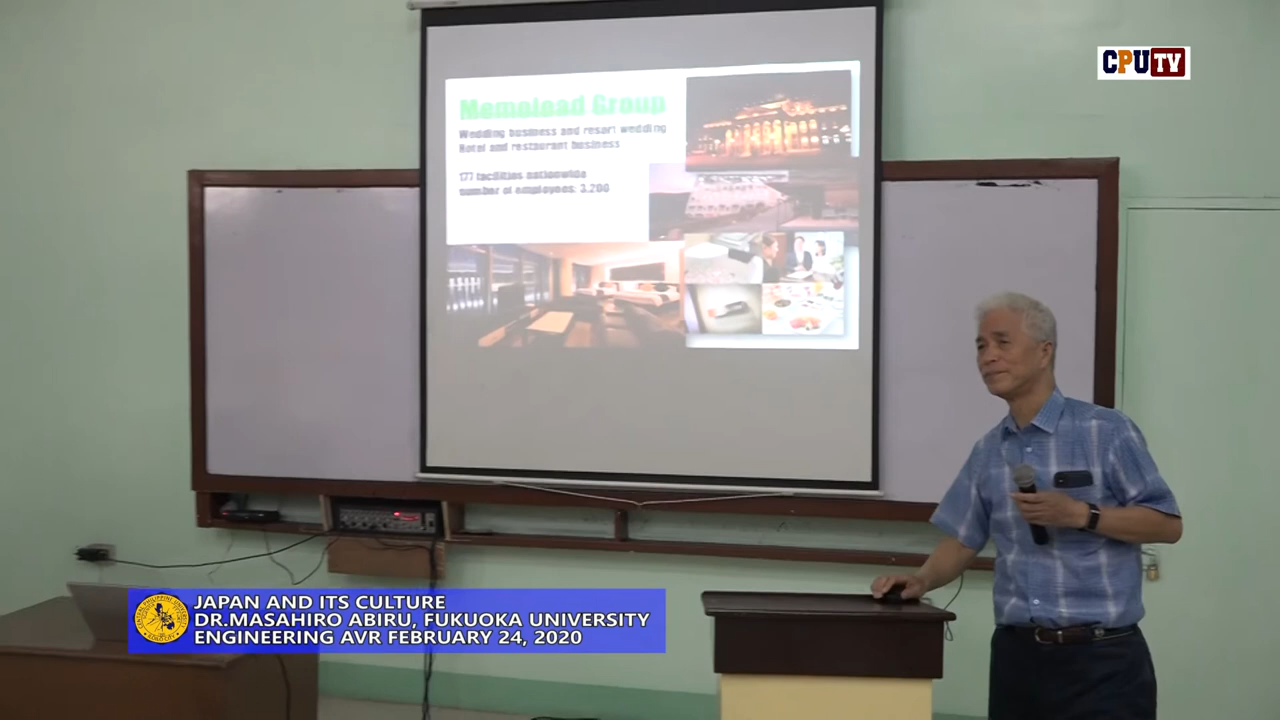 CPUTV
Memolead Group
Wedding business and resort wedding
Hotel and restaurant business
177 facilities nationwide
number of employees: 3,200
JAPAN AND ITS CULTURE
DR.MASAHIRO ABIRU, FUKUOKA UNIVERSITY
ENGINEERING AVR FEBRUARY 24, 2020